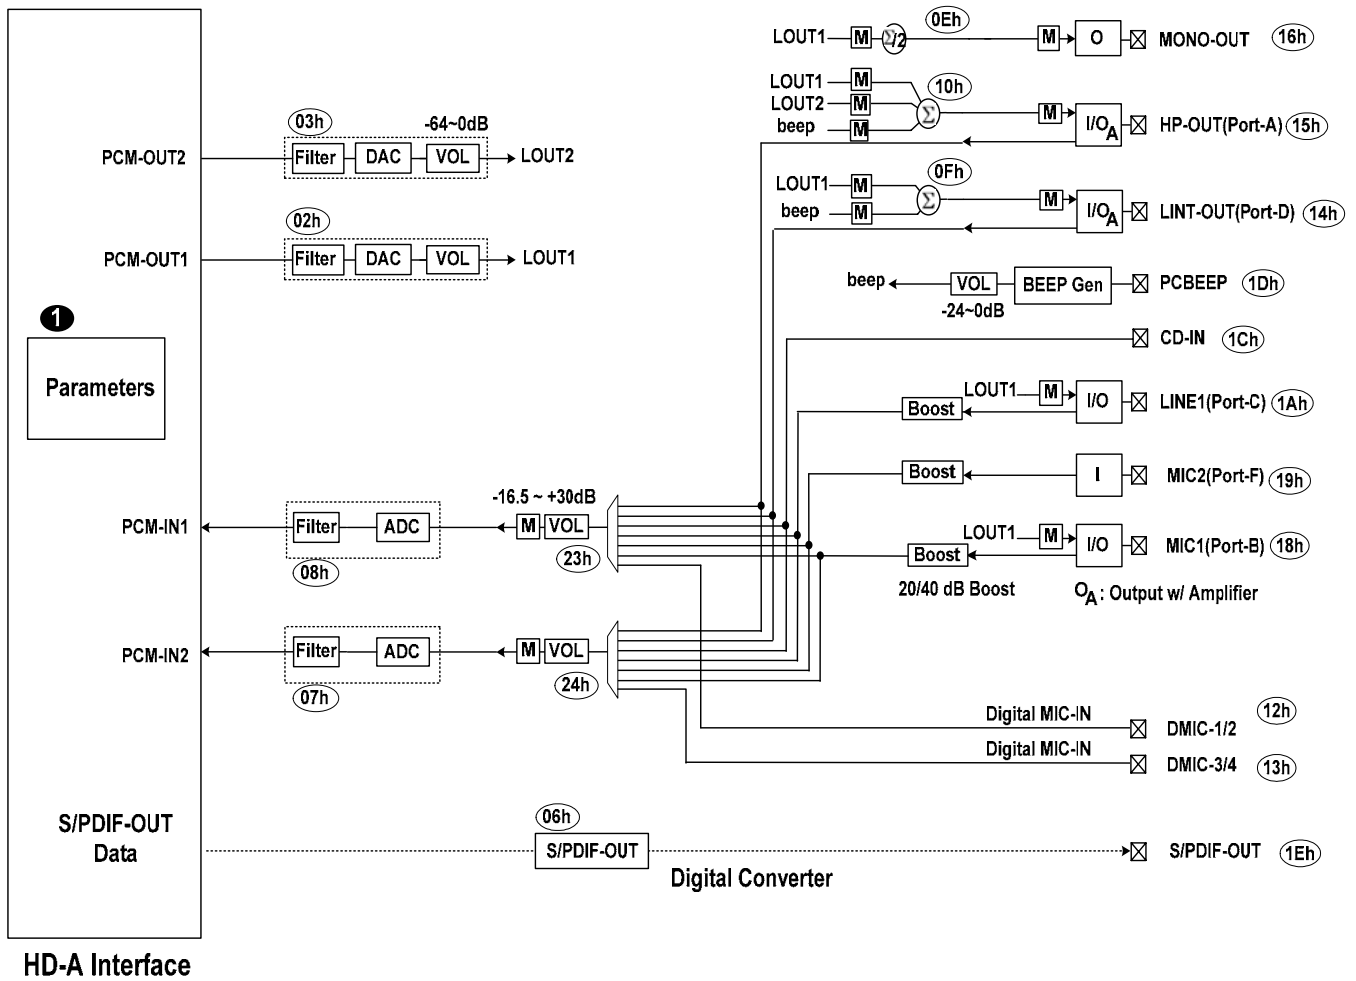 LOUT1 M Σ/2 0Eh M O MONO-OUT 16h
LOUT1 M
LOUT2 M Σ 10h M I/OA HP-OUT(Port-A) 15h
beep M
03h -64~0dB
PCM-OUT2 Filter DAC VOL LOUT2
LOUT1 M 0Fh
beep M Σ M I/OA LINT-OUT(Port-D) 14h
02h
PCM-OUT1 Filter DAC VOL LOUT1
beep VOL BEEP Gen PCBEEP 1Dh
-24~0dB
1
Parameters
CD-IN 1Ch
LOUT1 M I/O LINE1(Port-C) 1Ah
Boost
Boost I MIC2(Port-F) 19h
-16.5 ~ +30dB
PCM-IN1 Filter ADC M VOL
08h 23h
LOUT1 M I/O MIC1(Port-B) 18h
Boost
20/40 dB Boost OA : Output w/ Amplifier
PCM-IN2 Filter ADC M VOL
07h 24h
Digital MIC-IN DMIC-1/2 12h
Digital MIC-IN DMIC-3/4 13h
S/PDIF-OUT
Data
06h
S/PDIF-OUT S/PDIF-OUT 1Eh
Digital Converter
HD-A Interface